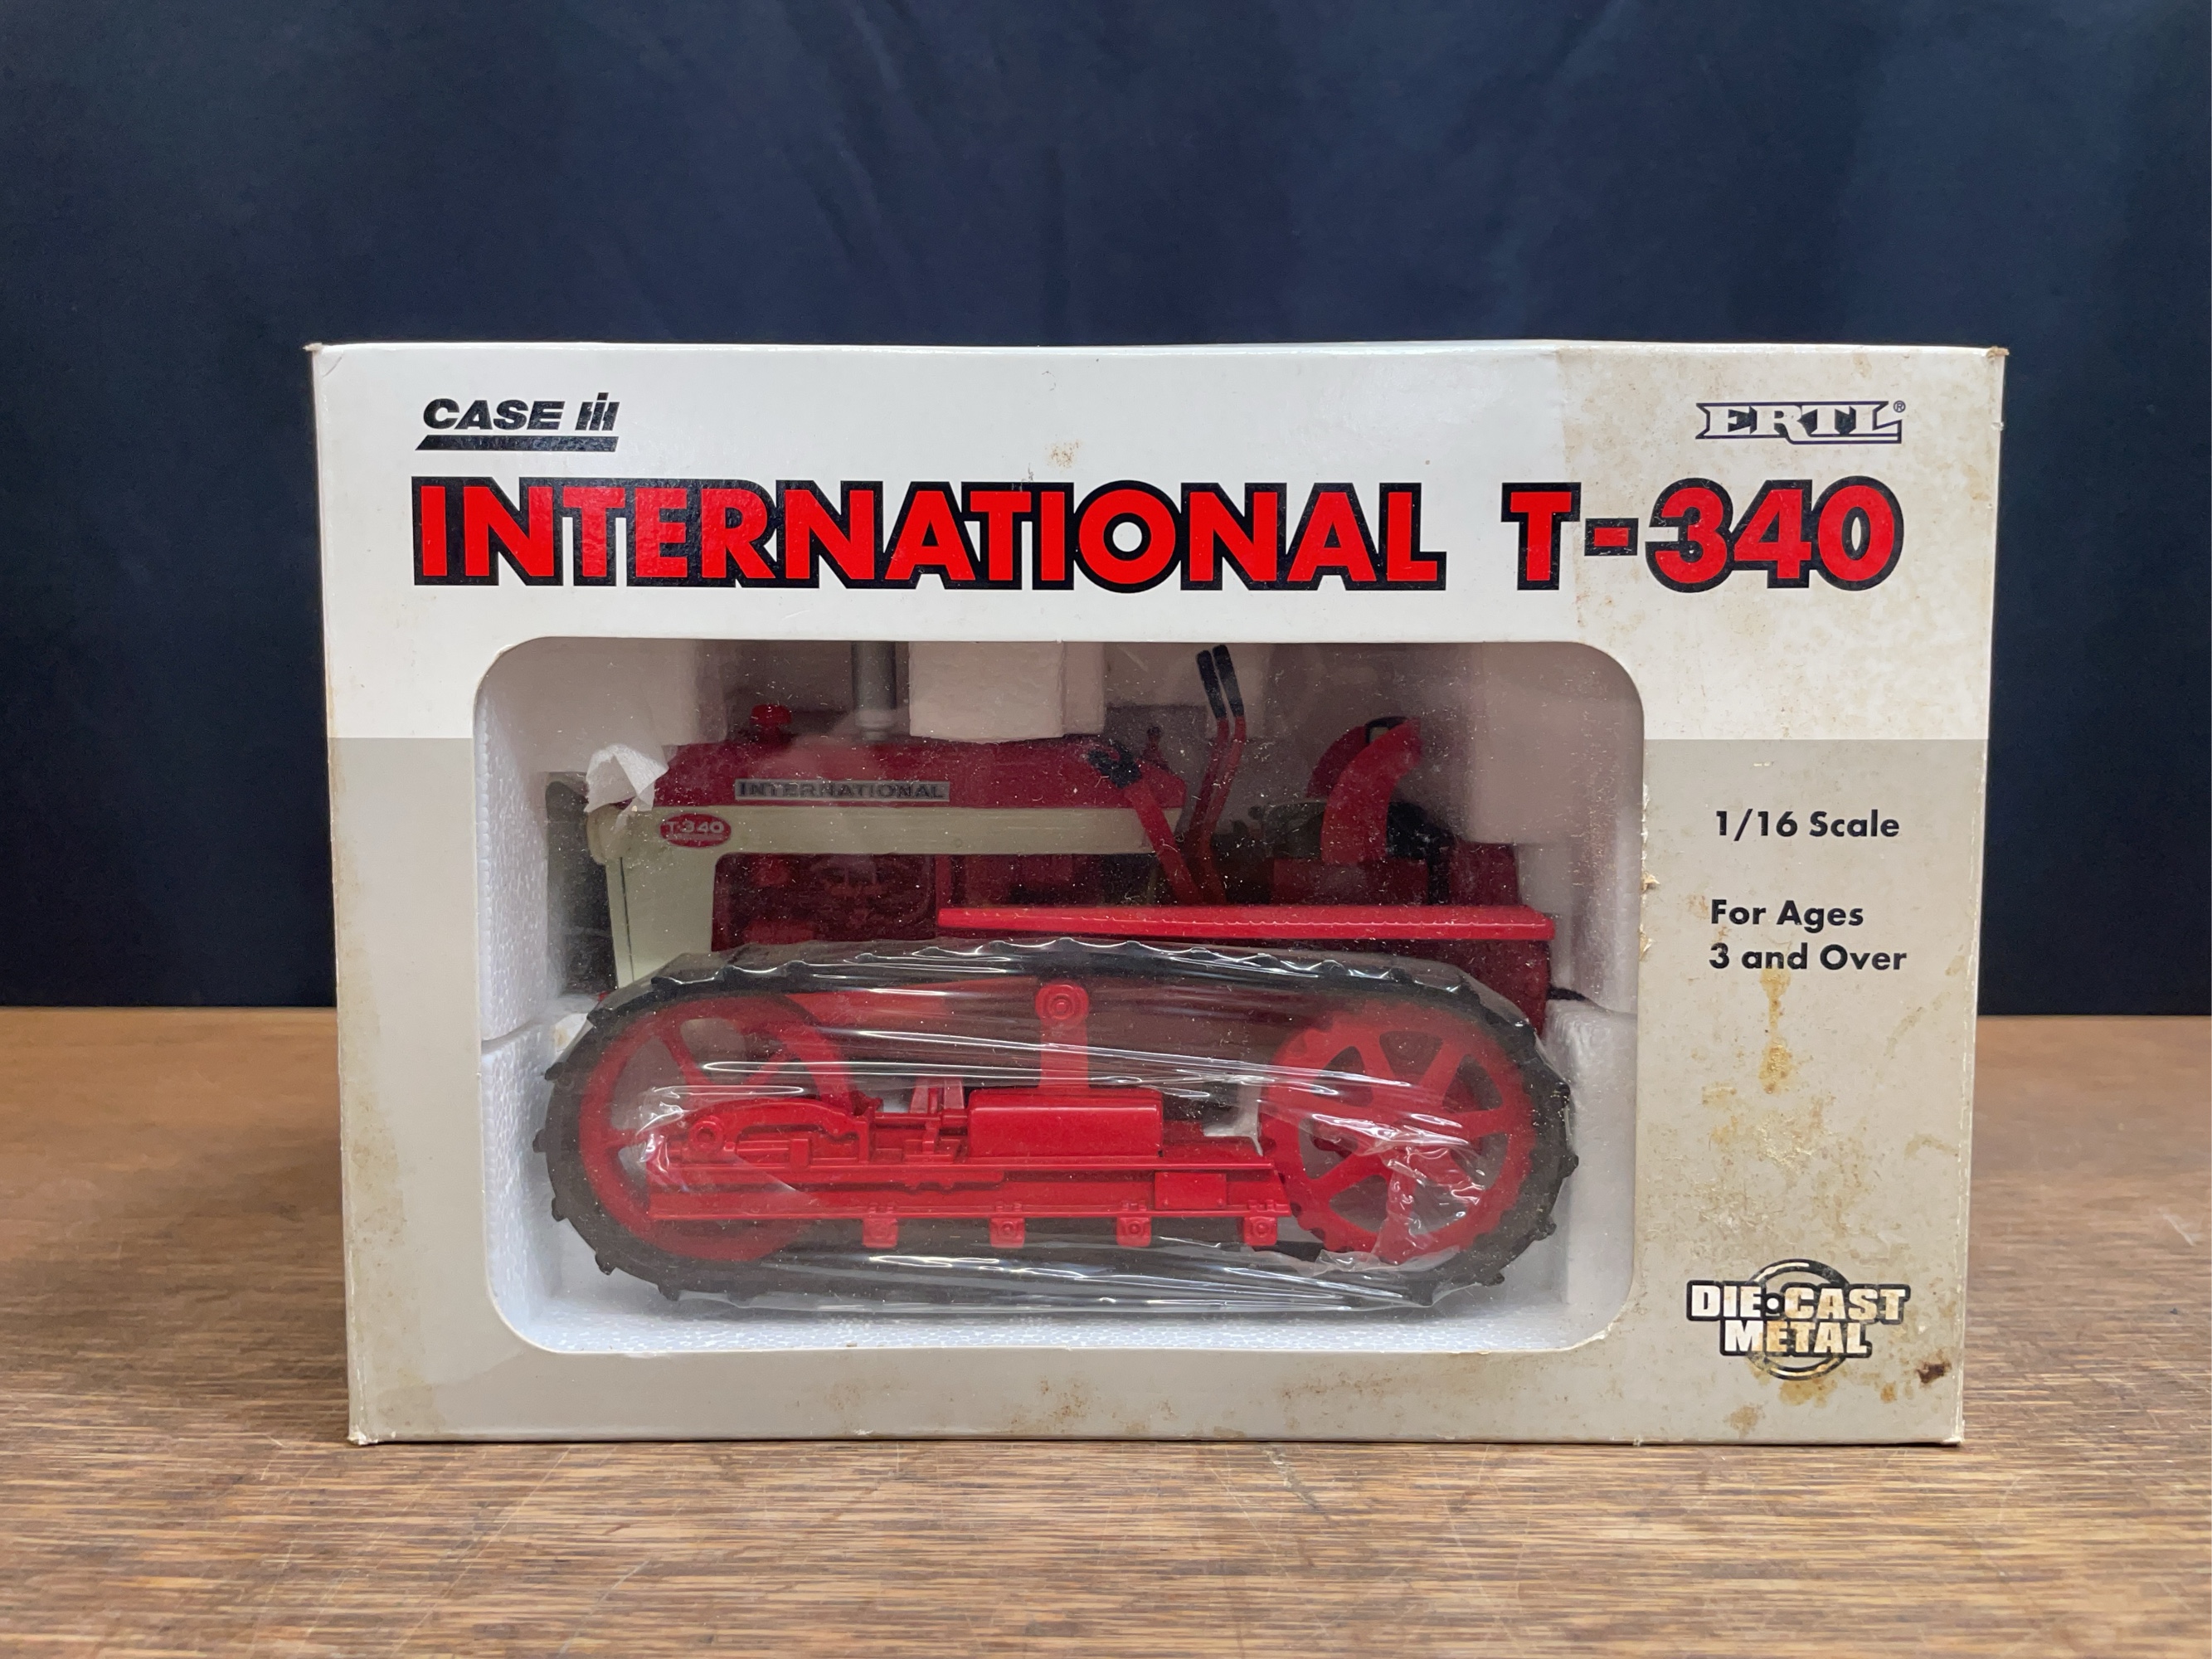 CASE IH
ERTL®
INTERNATIONAL T-340
INTERNATIONAL
T-340
1/16 Scale
For Ages
3 and Over
DIE•CAST
METAL